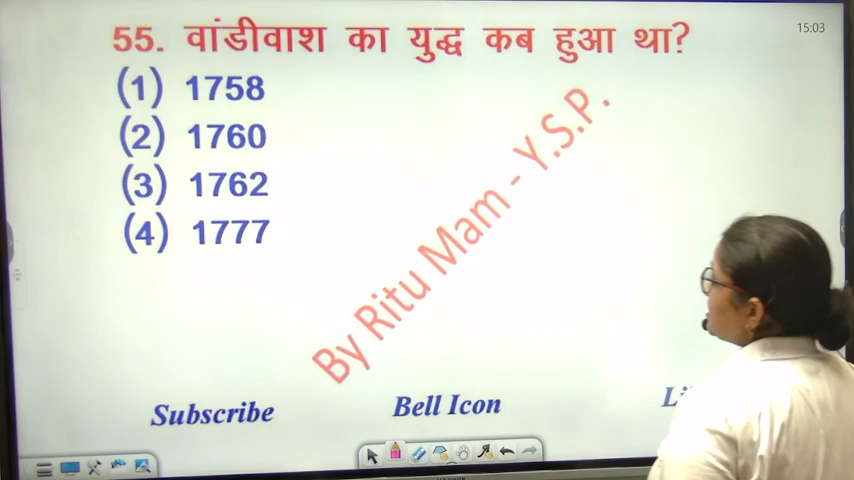 55. वांडीवाश का युद्ध कब हुआ था?
15:03
(1) 1758
(2) 1760
(3) 1762
(4) 1777
By Ritu Mam - Y.S.P.
Subscribe
Bell Icon